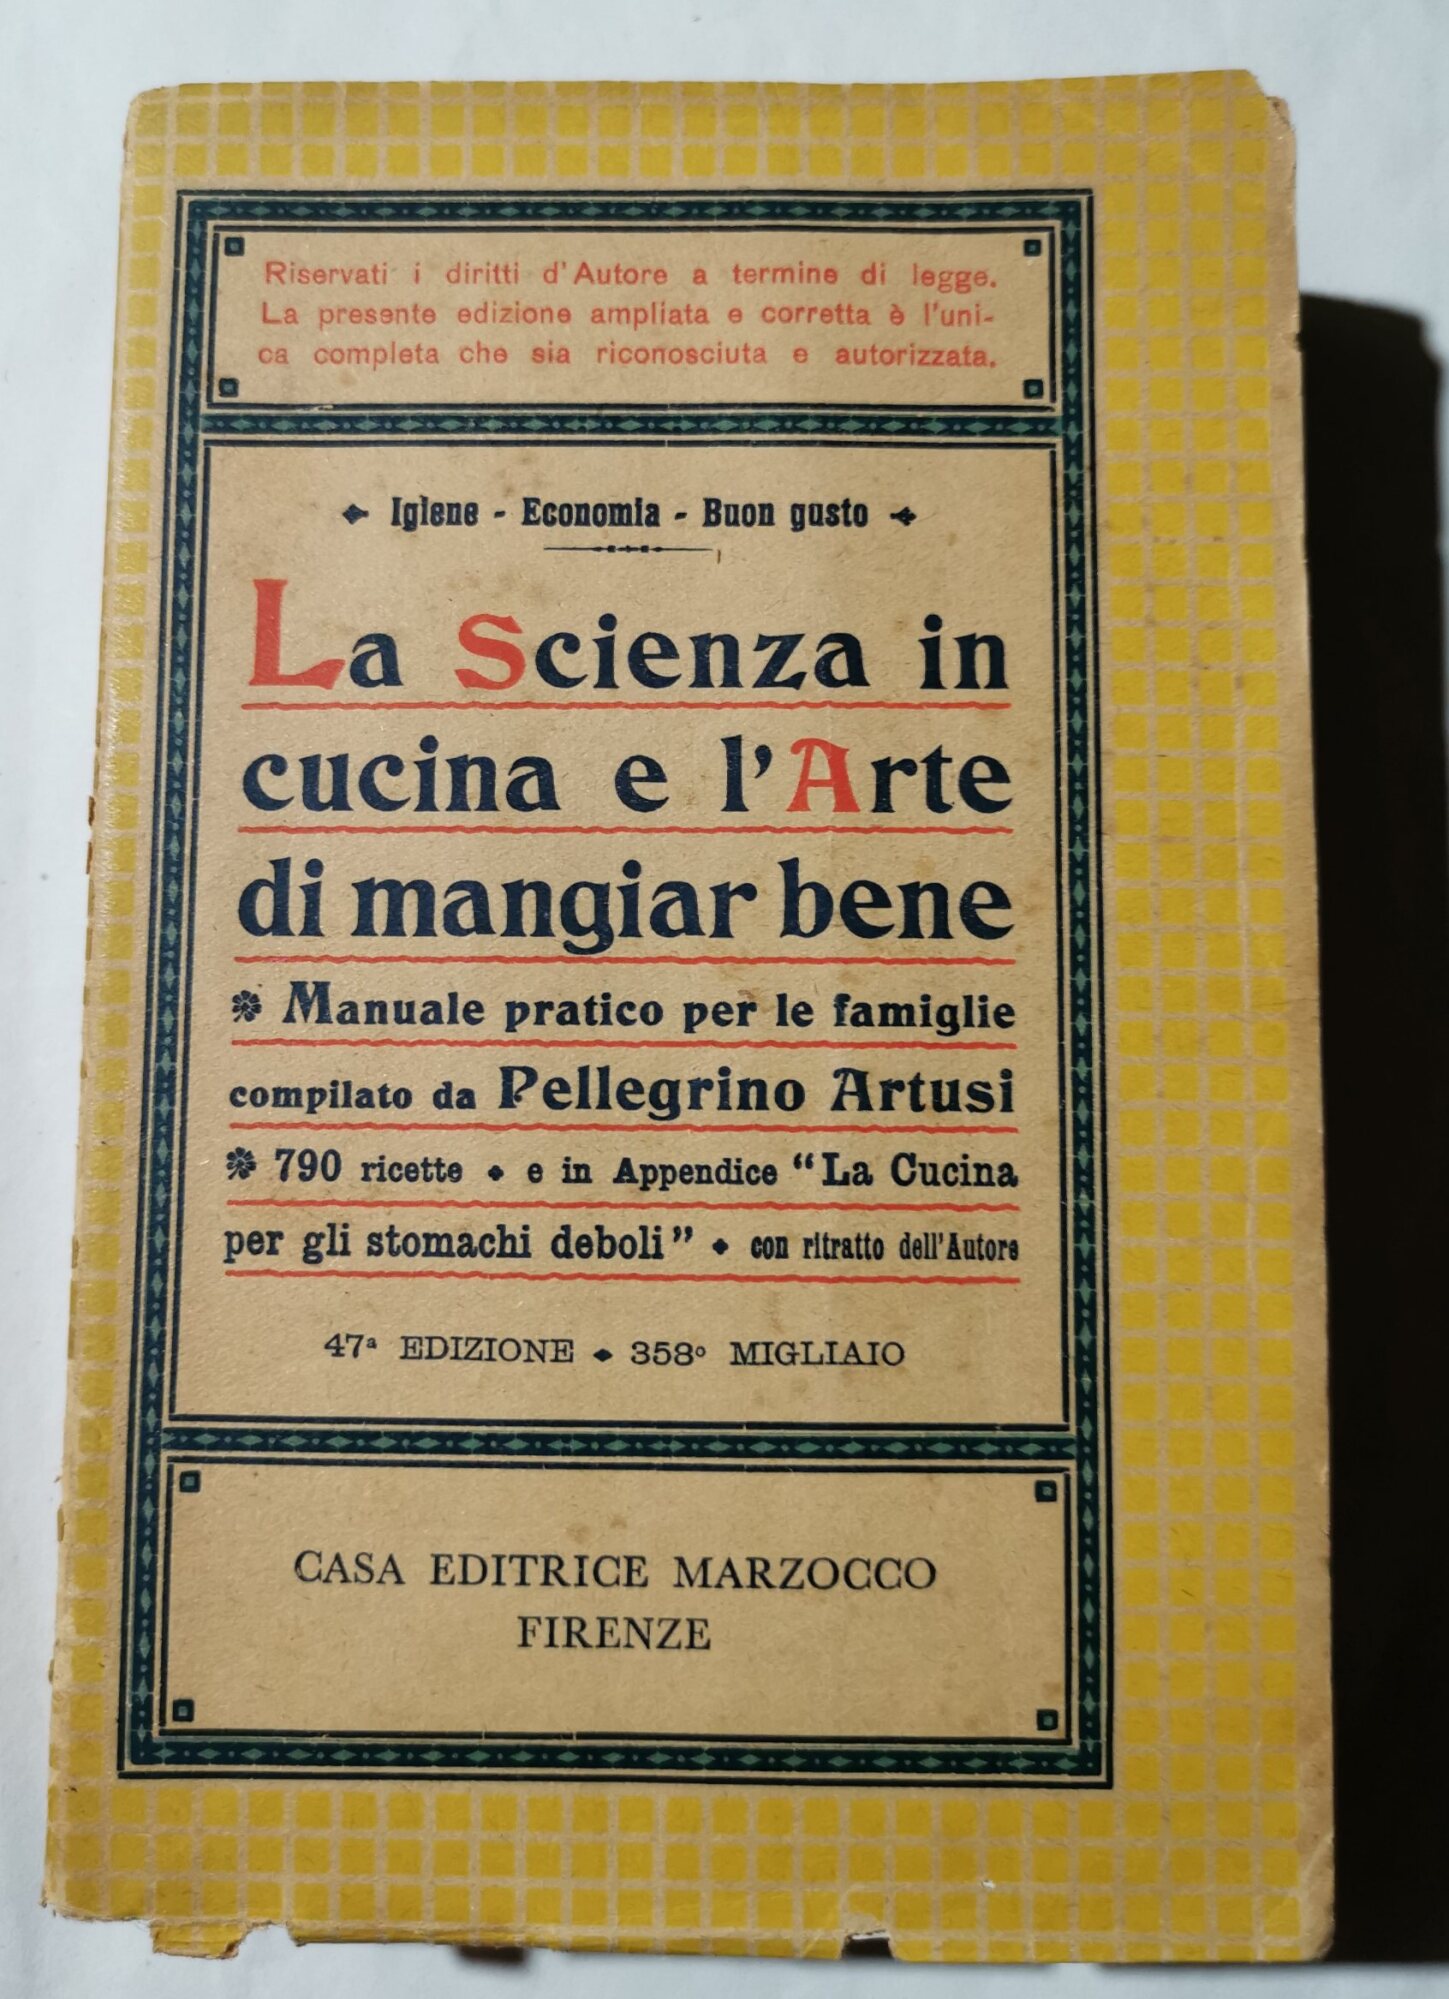 Riservati i diritti d'Autore a termine di legge.
La presente edizione ampliata e corretta è l'uni-
ca completa che sia riconosciuta e autorizzata.
Igiene - Economia - Buon gusto
La Scienza in
cucina e l'Arte
di mangiar bene
Manuale pratico per le famiglie
compilato da Pellegrino Artusi
790 ricette • e in Appendice “La Cucina
per gli stomachi deboli” • con ritratto dell'Autore
47ª EDIZIONE • 358º MIGLIAIO
CASA EDITRICE MARZOCCO
FIRENZE